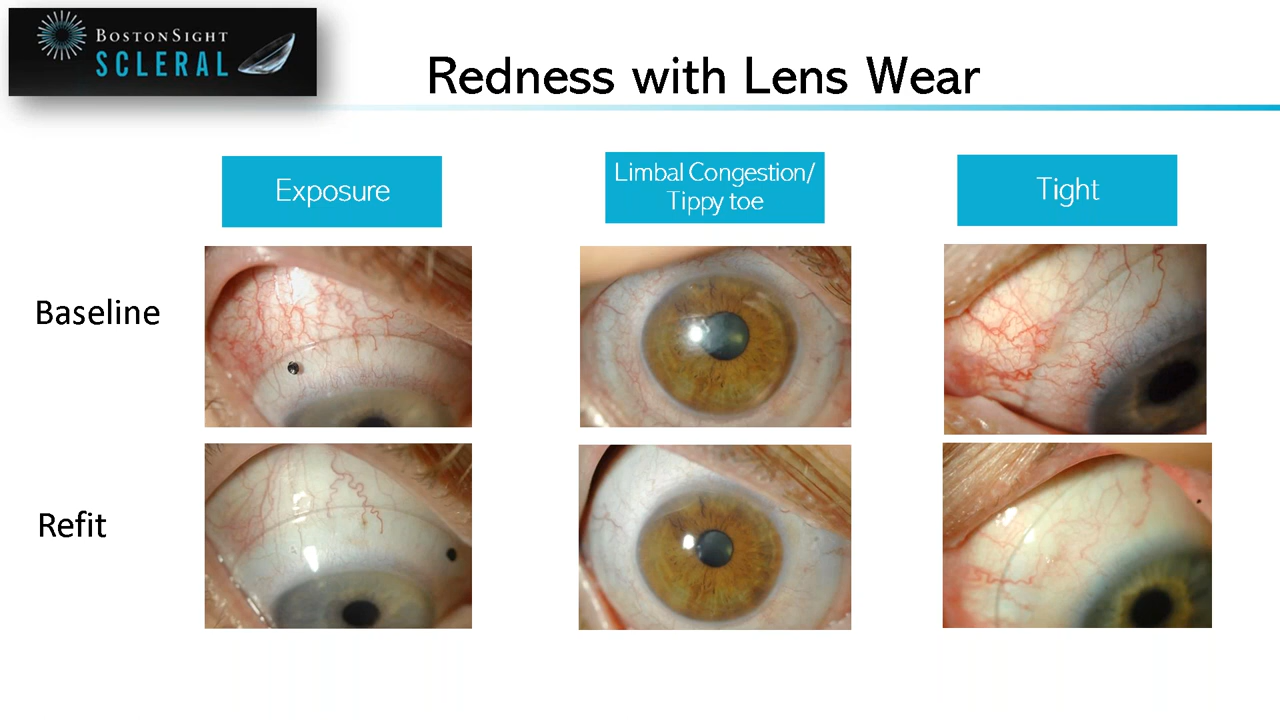 BOSTONSIGHT
SCLERAL
Redness with Lens Wear
Exposure
Limbal Congestion/
Tippy toe
Tight
Baseline
Refit